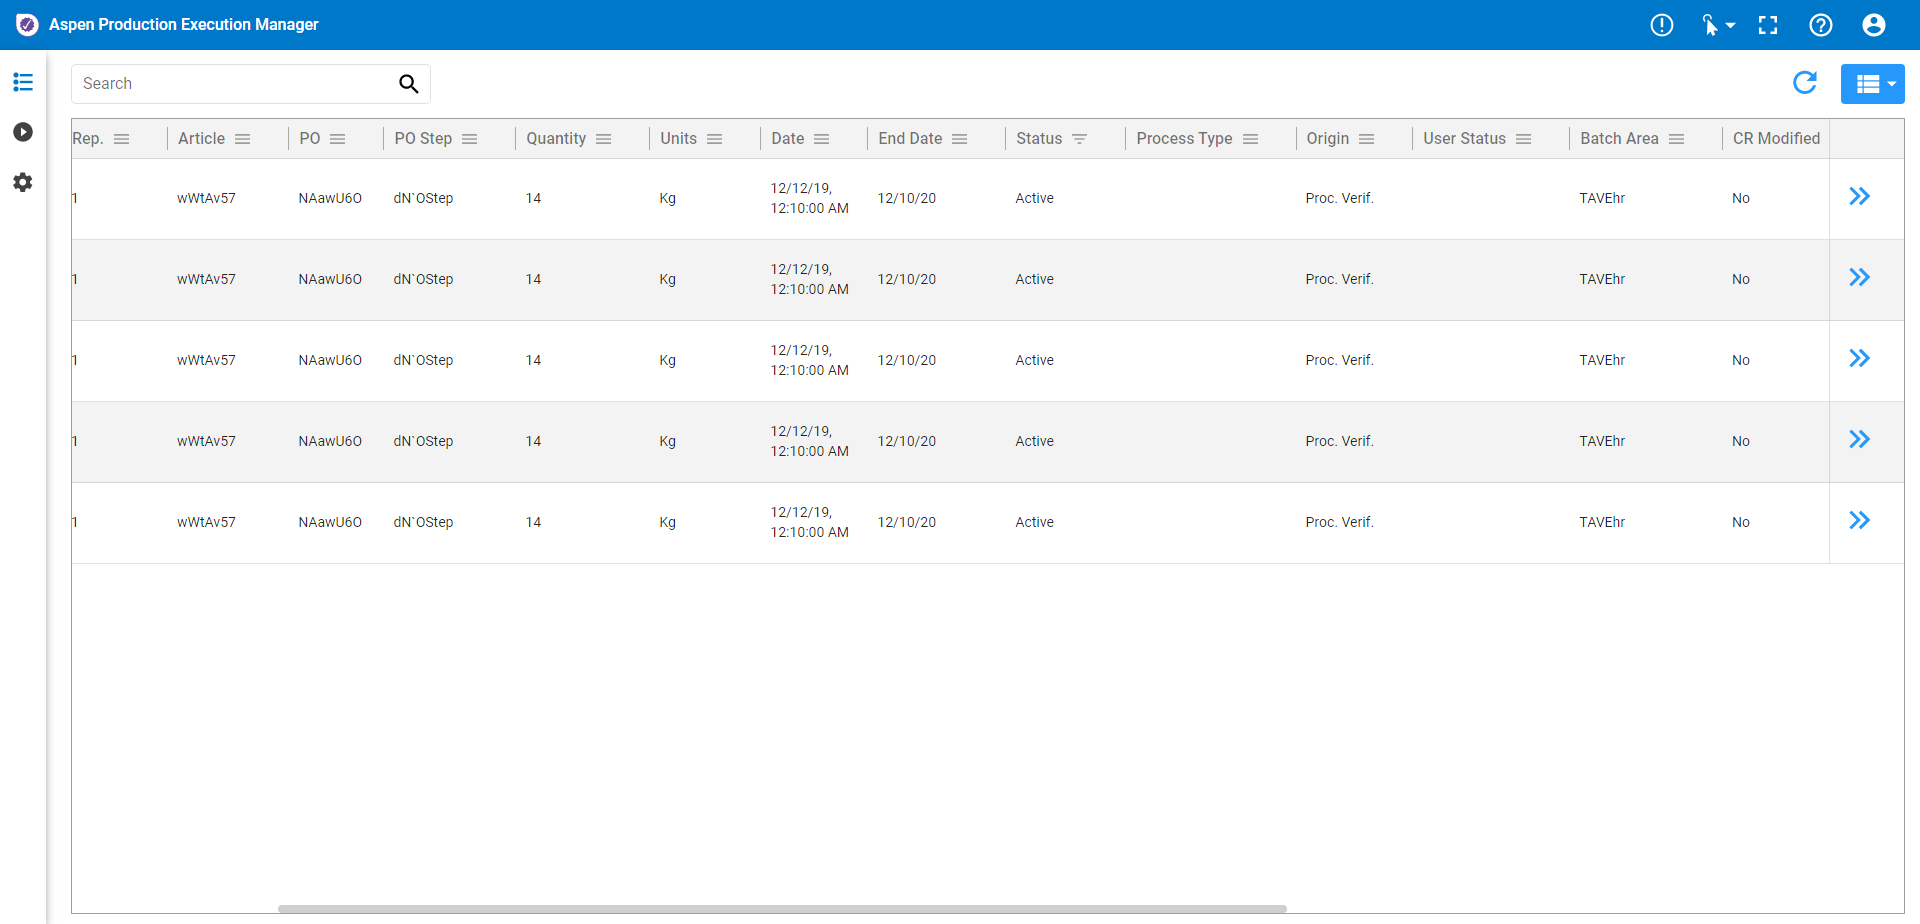 Aspen Production Execution Manager
Search
Rep. Article PO PO Step Quantity Units Date End Date Status Process Type Origin User Status Batch Area CR Modified
1 wWtAv57 NAawU6O dN`OStep 14 Kg 12/12/19, 12:10:00 AM 12/10/20 Active Proc. Verif. TAVEhr No
1 wWtAv57 NAawU6O dN`OStep 14 Kg 12/12/19, 12:10:00 AM 12/10/20 Active Proc. Verif. TAVEhr No
1 wWtAv57 NAawU6O dN`OStep 14 Kg 12/12/19, 12:10:00 AM 12/10/20 Active Proc. Verif. TAVEhr No
1 wWtAv57 NAawU6O dN`OStep 14 Kg 12/12/19, 12:10:00 AM 12/10/20 Active Proc. Verif. TAVEhr No
1 wWtAv57 NAawU6O dN`OStep 14 Kg 12/12/19, 12:10:00 AM 12/10/20 Active Proc. Verif. TAVEhr No